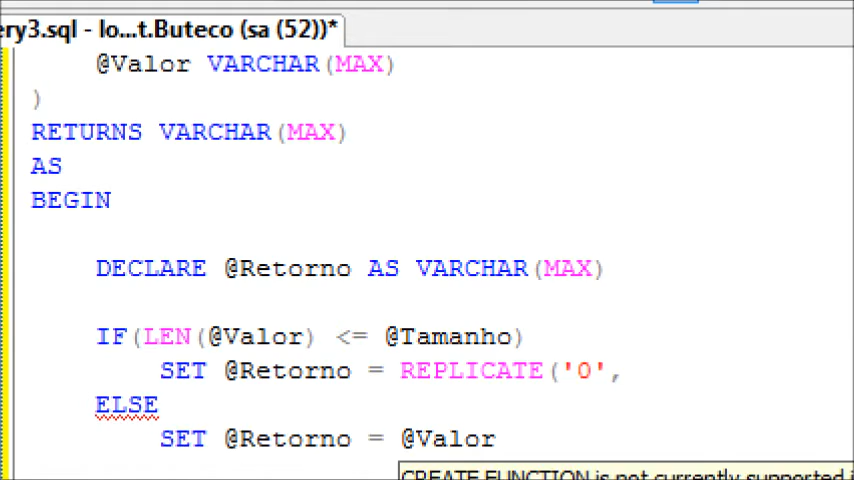 ery3.sql - lo...t.Buteco (sa (52))*
@Valor VARCHAR(MAX)
)
RETURNS VARCHAR(MAX)
AS
BEGIN
DECLARE @Retorno AS VARCHAR(MAX)
IF(LEN(@Valor) <= @Tamanho)
SET @Retorno = REPLICATE('0',
ELSE
SET @Retorno = @Valor
CREATE FUNCTION is not currently supported i